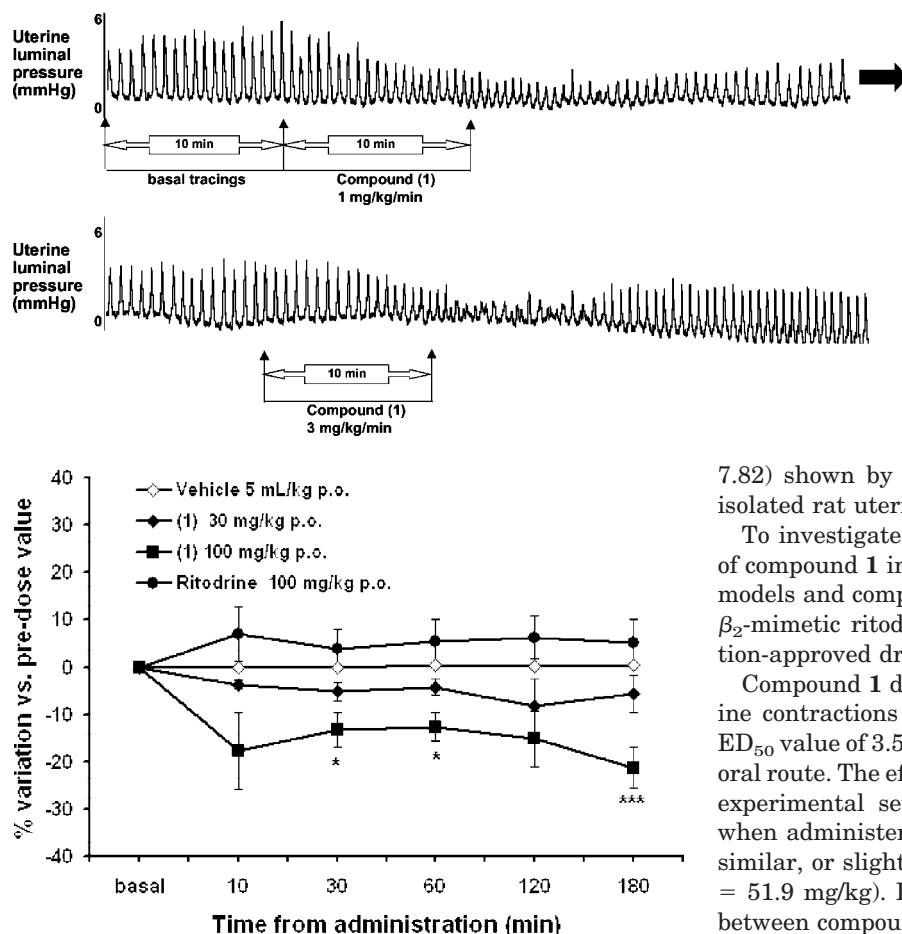 6
Uterine
luminal
pressure
(mmHg)
0
10 min
10 min
basal tracings
Compound (1)
1 mg/kg/min
6
Uterine
luminal
pressure
(mmHg)
0
10 min
Compound (1)
3 mg/kg/min
% variation vs. pre-dose value
40
30
20
10
0
-10
-20
-30
-40
Vehicle 5 mL/kg p.o.
(1) 30 mg/kg p.o.
(1) 100 mg/kg p.o.
Ritodrine 100 mg/kg p.o.
*
*
***
basal
10
30
60
120
180
Time from administration (min)
7.82) shown by
isolated rat uteri
To investigate
of compound 1 in
models and comp
β₂-mimetic ritod
tion-approved dr
Compound 1 d
ine contractions
ED₅₀ value of 3.5
oral route. The ef
experimental se
when administer
similar, or slight
= 51.9 mg/kg). I
between compou